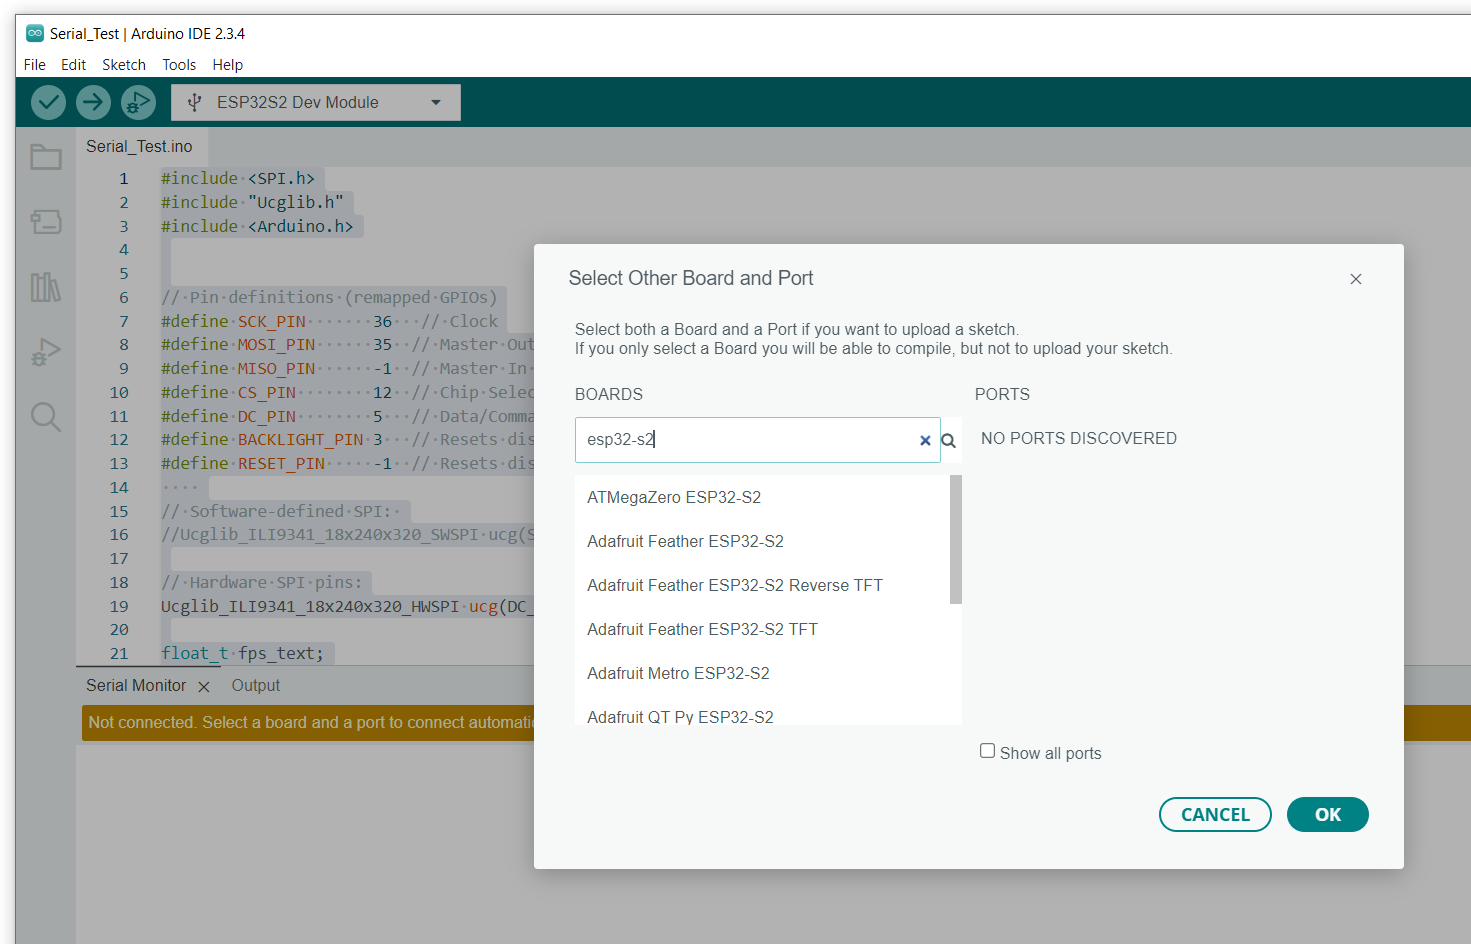 Serial_Test | Arduino IDE 2.3.4
File Edit Sketch Tools Help
ESP32S2 Dev Module
Serial_Test.ino
1 #include <SPI.h>
2 #include "Ucglib.h"
3 #include <Arduino.h>
4
5
6 // Pin definitions (remapped GPIOs)
7 #define SCK_PIN 36 // Clock
8 #define MOSI_PIN 35 // Master Out
9 #define MISO_PIN -1 // Master In
10 #define CS_PIN 12 // Chip Selec
11 #define DC_PIN 5 // Data/Comma
12 #define BACKLIGHT_PIN 3 // Resets dis
13 #define RESET_PIN -1 // Resets dis
14
15 // Software-defined SPI:
16 //Ucglib_ILI9341_18x240x320_SWSPI ucg(S
17
18 // Hardware SPI pins:
19 Ucglib_ILI9341_18x240x320_HWSPI ucg(DC_
20
21 float_t fps_text;
Serial Monitor Output
Not connected. Select a board and a port to connect automati
Select Other Board and Port
Select both a Board and a Port if you want to upload a sketch.
If you only select a Board you will be able to compile, but not to upload your sketch.
BOARDS
esp32-s2
ATMegaZero ESP32-S2
Adafruit Feather ESP32-S2
Adafruit Feather ESP32-S2 Reverse TFT
Adafruit Feather ESP32-S2 TFT
Adafruit Metro ESP32-S2
Adafruit QT Py ESP32-S2
PORTS
NO PORTS DISCOVERED
Show all ports
CANCEL OK